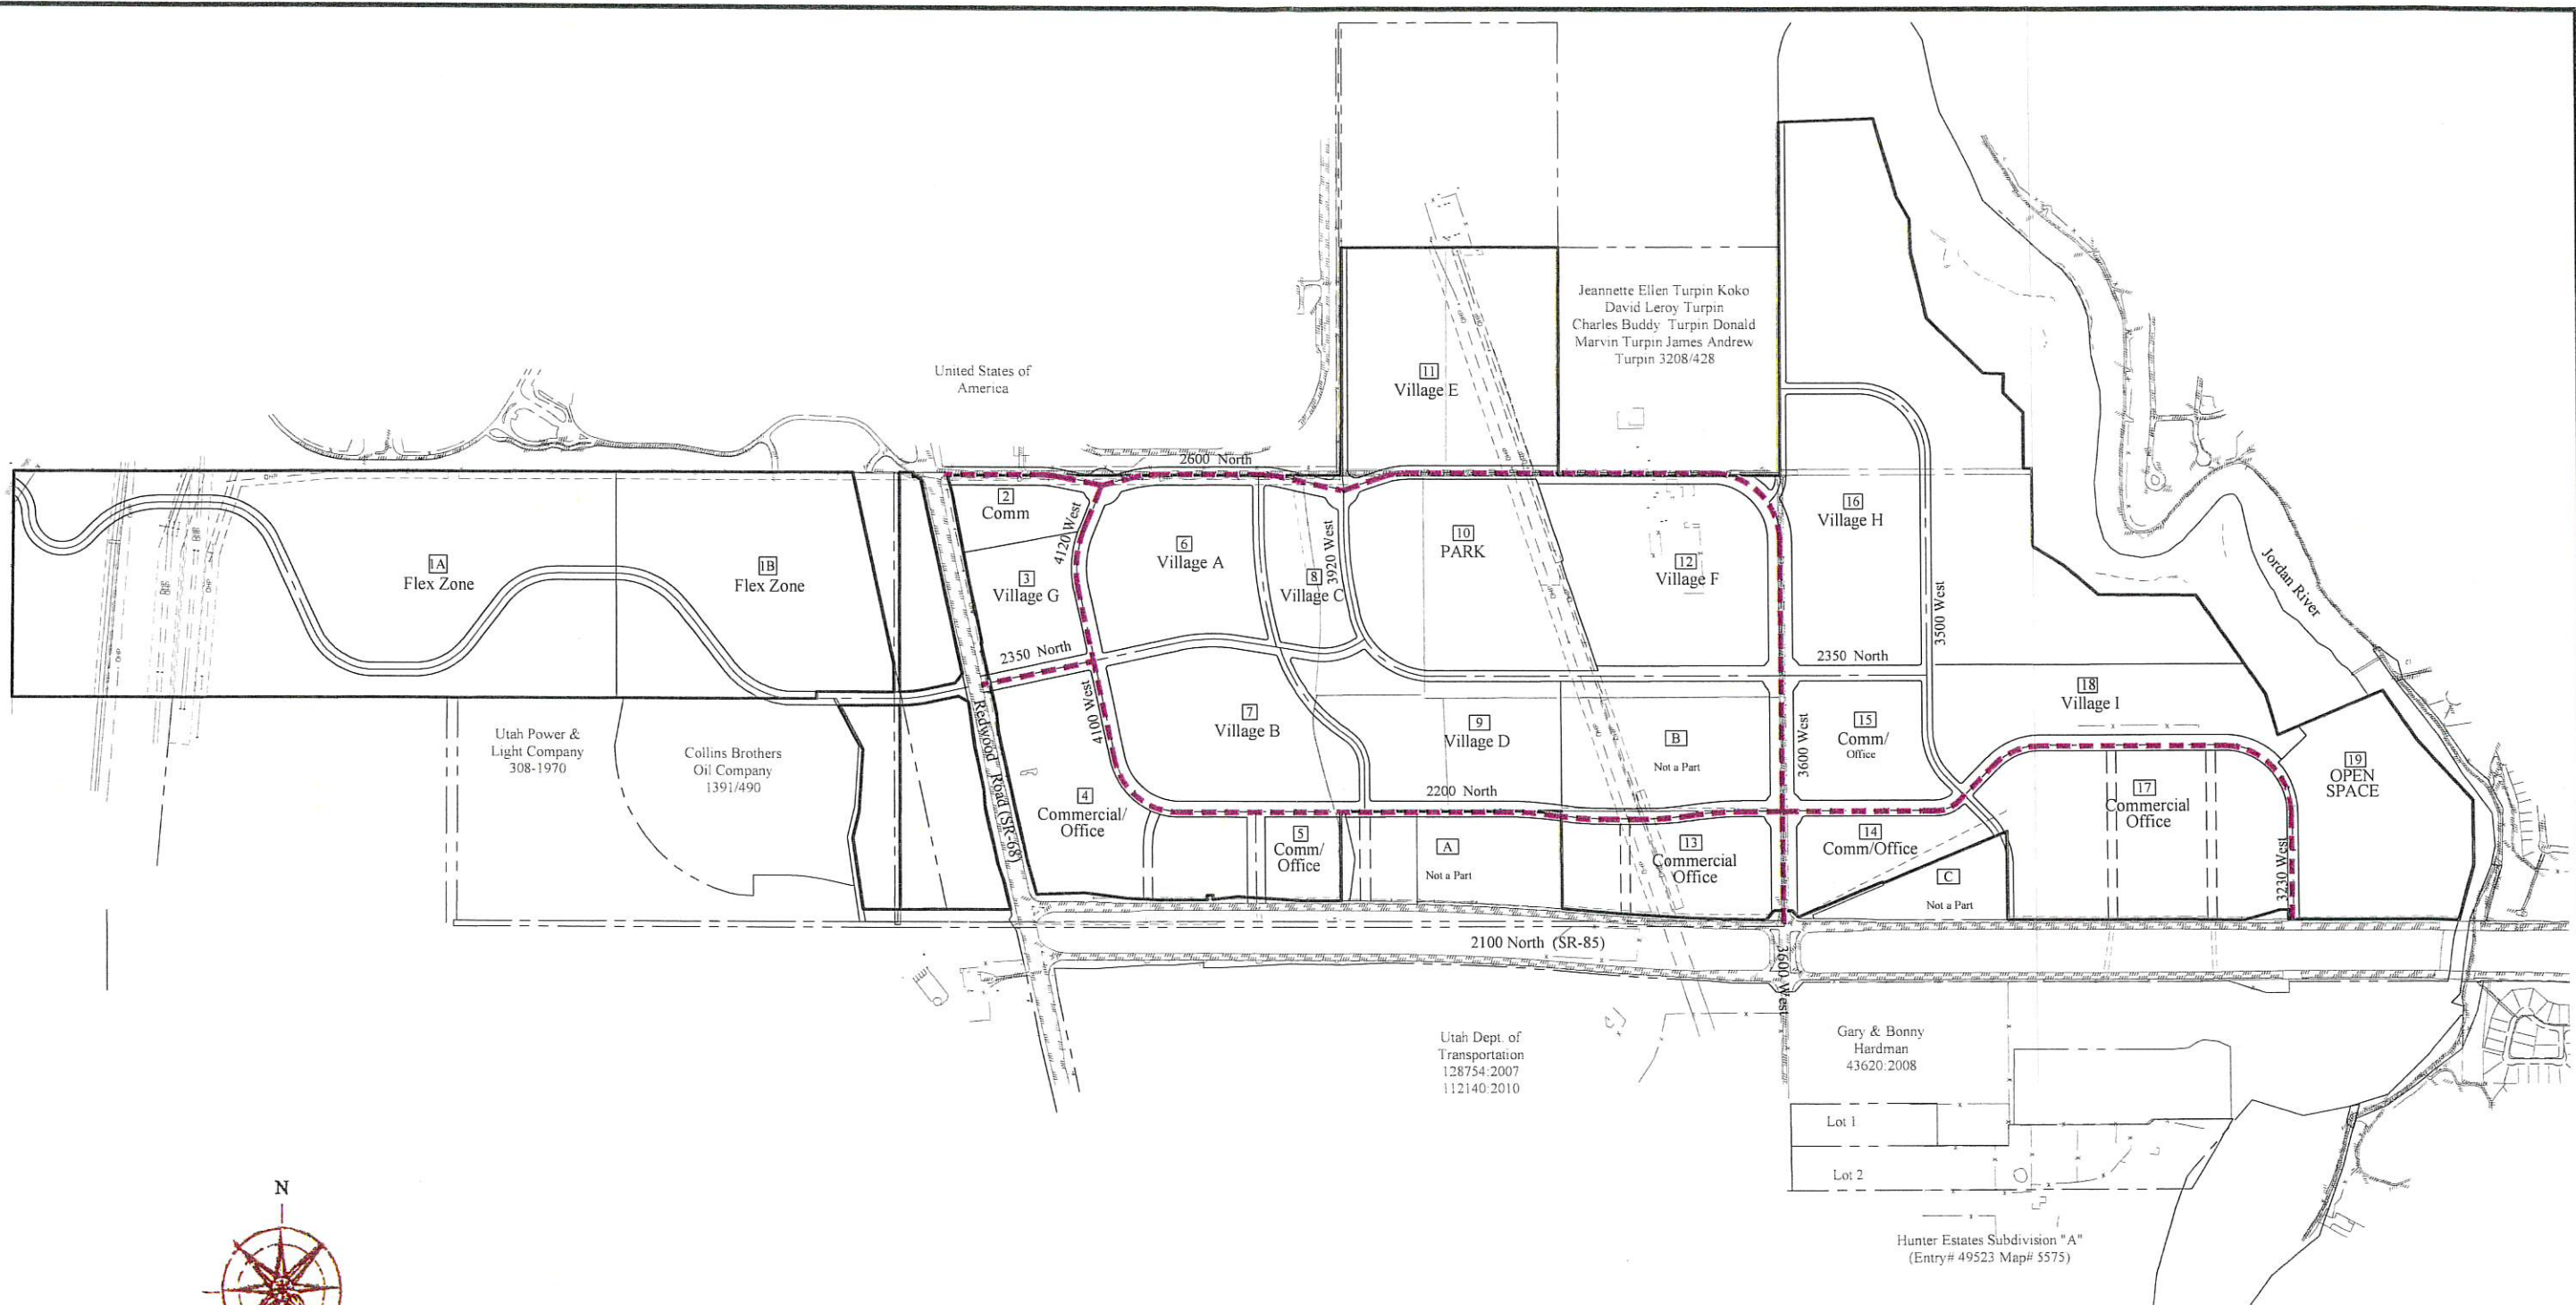 Jeannette Ellen Turpin Koko
David Leroy Turpin
Charles Buddy Turpin Donald
Marvin Turpin James Andrew
Turpin 3208/428
United States of
America
11
Village E
2600 North
2
Comm
4120 West
6
Village A
8
Village C
3920 West
10
PARK
12
Village F
16
Village H
1A
Flex Zone
1B
Flex Zone
3
Village G
2350 North
3500 West
2350 North
Jordan River
Utah Power &
Light Company
308-1970
Collins Brothers
Oil Company
1391/490
Redwood Road (SR-68)
4100 West
7
Village B
9
Village D
B
Not a Part
3600 West
15
Comm/
Office
18
Village I
19
OPEN
SPACE
4
Commercial/
Office
2200 North
5
Comm/
Office
A
Not a Part
13
Commercial
Office
14
Comm/Office
C
Not a Part
17
Commercial
Office
3230 West
2100 North (SR-85)
3600 West
Utah Dept. of
Transportation
128754:2007
112140:2010
Gary & Bonny
Hardman
43620:2008
Lot 1
Lot 2
Hunter Estates Subdivision "A"
(Entry# 49523 Map# 5575)
N
OHP
OHP
OHP